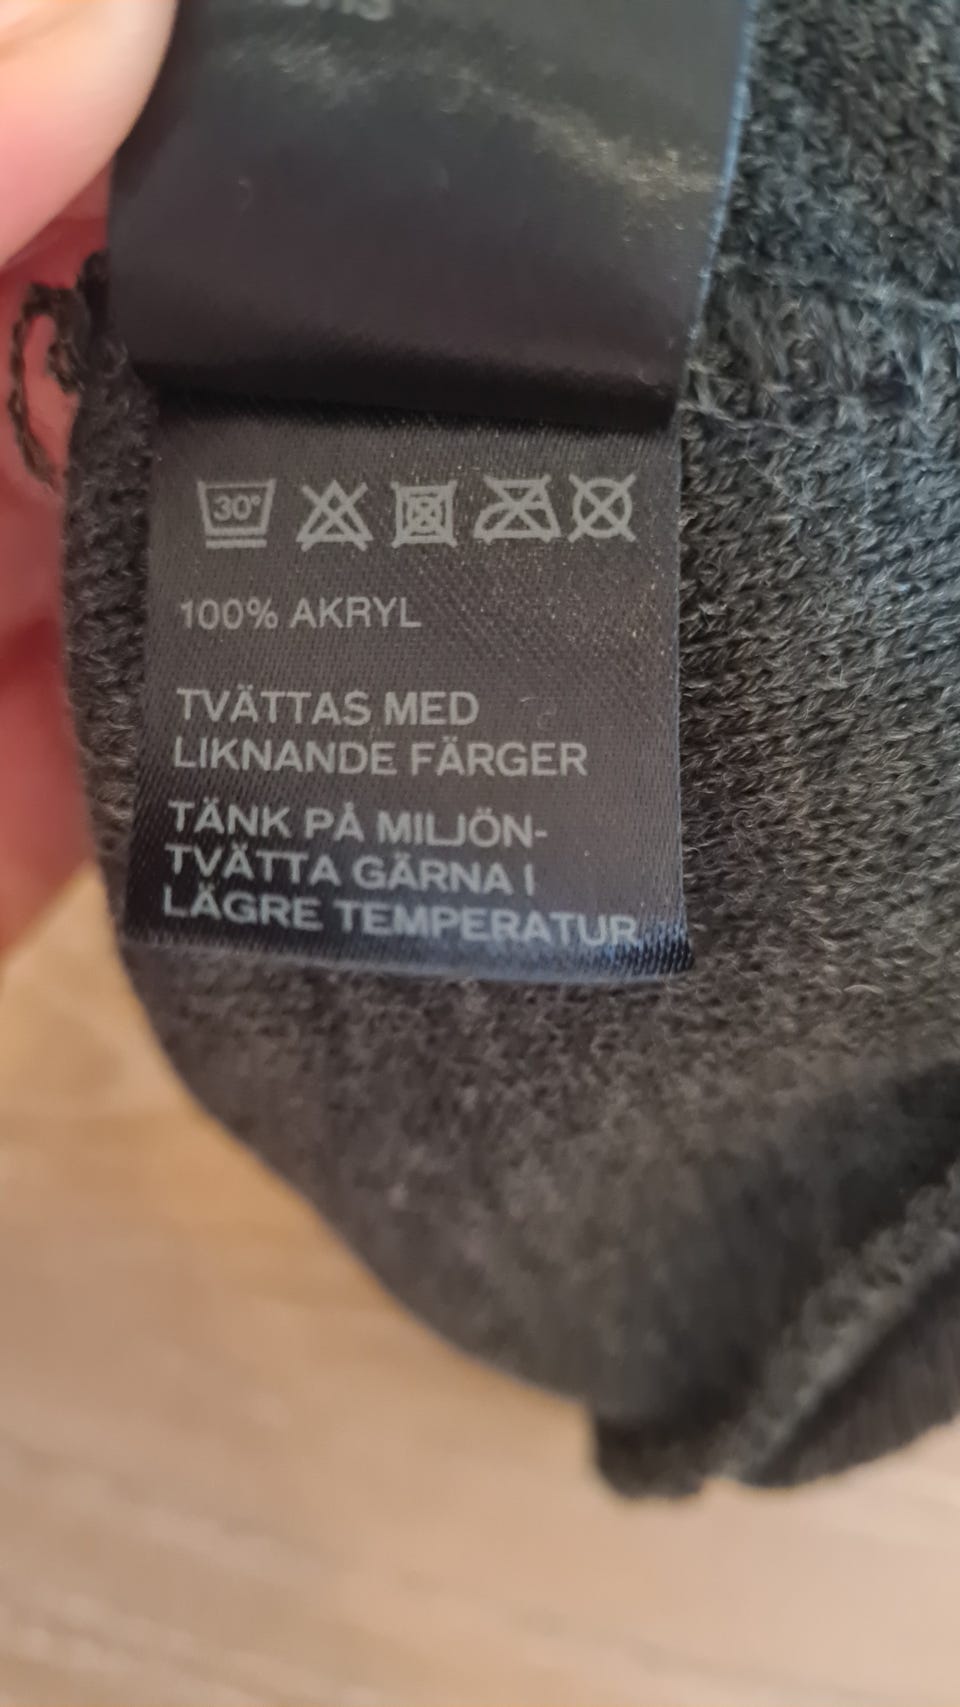 30°
100% AKRYL
TVÄTTAS MED
LIKNANDE FÄRGER
TÄNK PÅ MILJÖN-
TVÄTTA GÄRNA I
LÄGRE TEMPERATUR